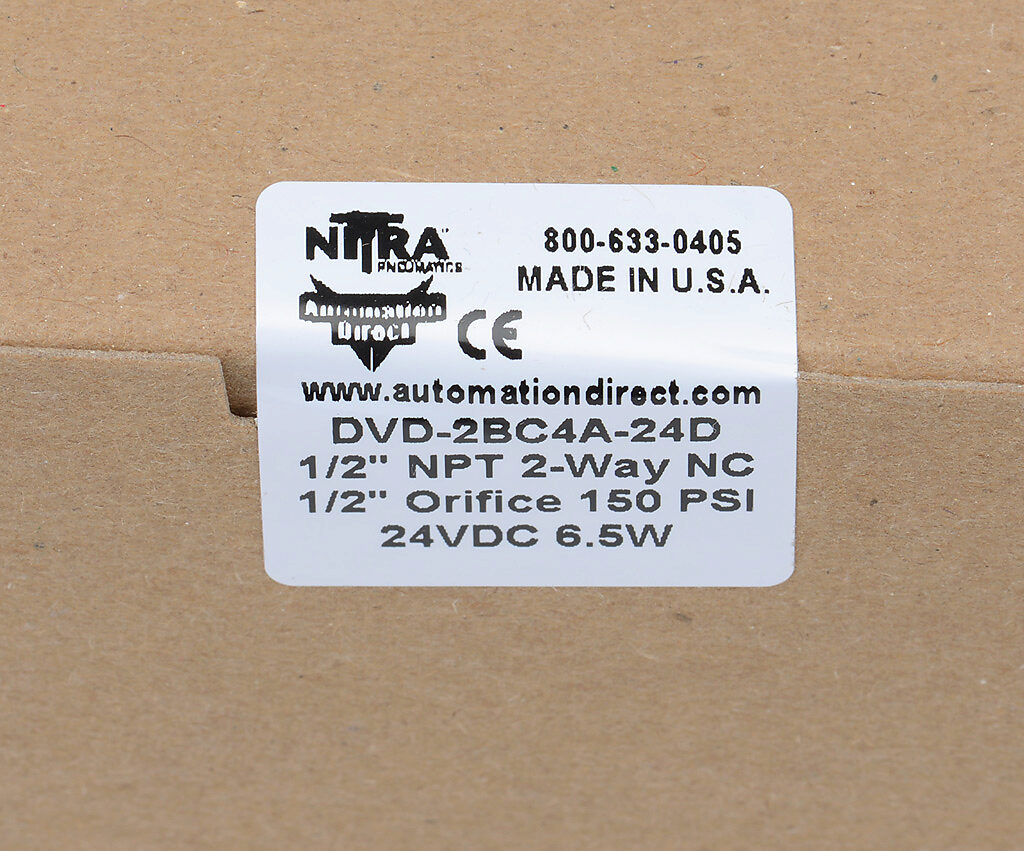 NITRA
PNEUMATICS
800-633-0405
MADE IN U.S.A.
Automation
Direct
CE
www.automationdirect.com
DVD-2BC4A-24D
1/2" NPT 2-Way NC
1/2" Orifice 150 PSI
24VDC 6.5W